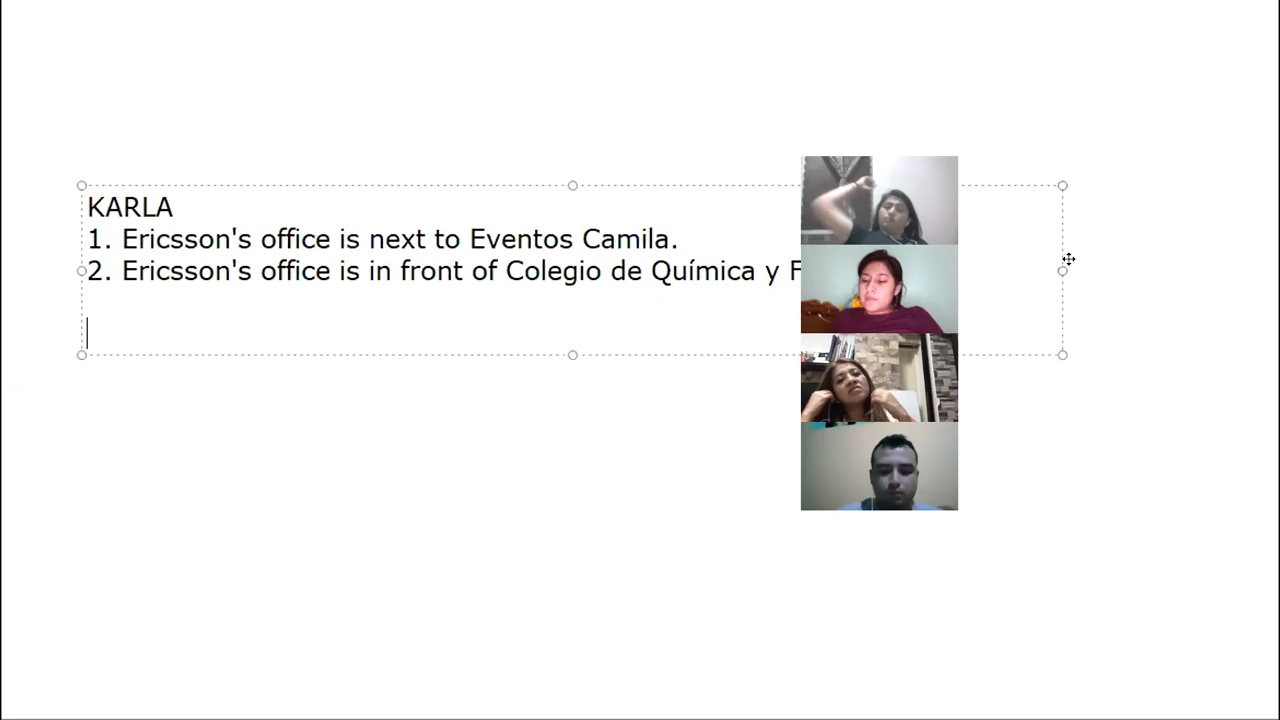 KARLA
1. Ericsson's office is next to Eventos Camila.
2. Ericsson's office is in front of Colegio de Química y F